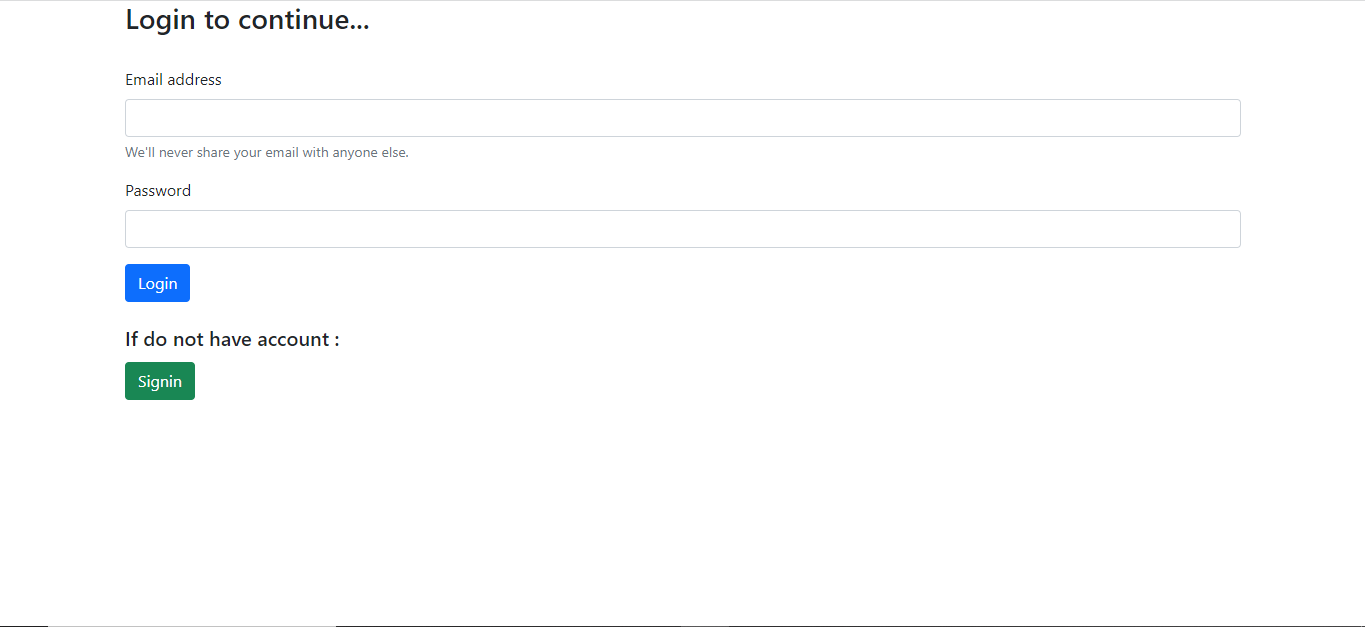 Login to continue...
Email address
We'll never share your email with anyone else.
Password
Login
If do not have account :
Signin